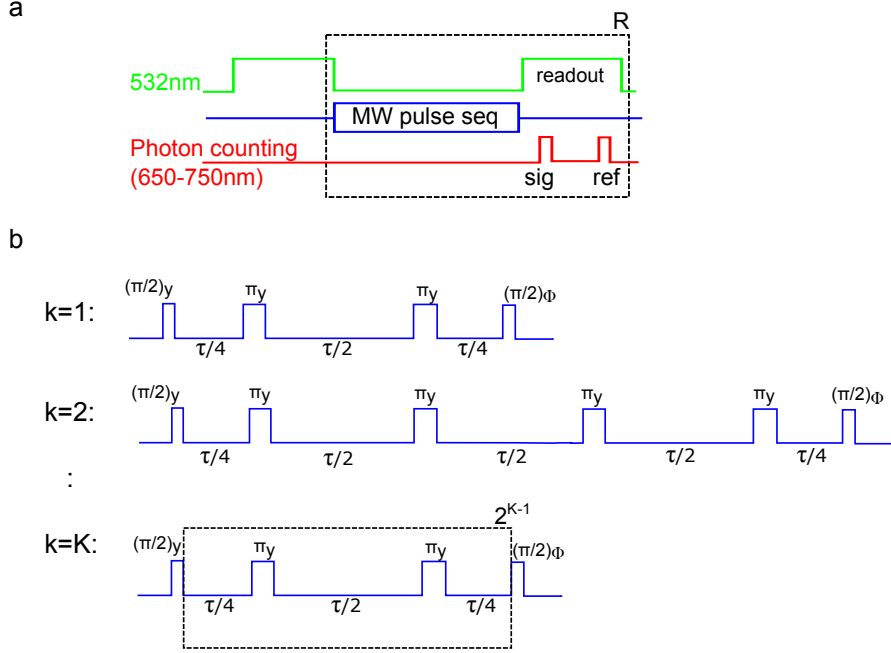 a
R
532nm
readout
MW pulse seq
Photon counting
(650-750nm)
sig ref
b
k=1:
(π/2)y πy πy (π/2)Φ
τ/4 τ/2 τ/4
k=2:
(π/2)y πy πy πy πy (π/2)Φ
τ/4 τ/2 τ/2 τ/2 τ/4
:
2^{K-1}
k=K:
(π/2)y πy πy (π/2)Φ
τ/4 τ/2 τ/4